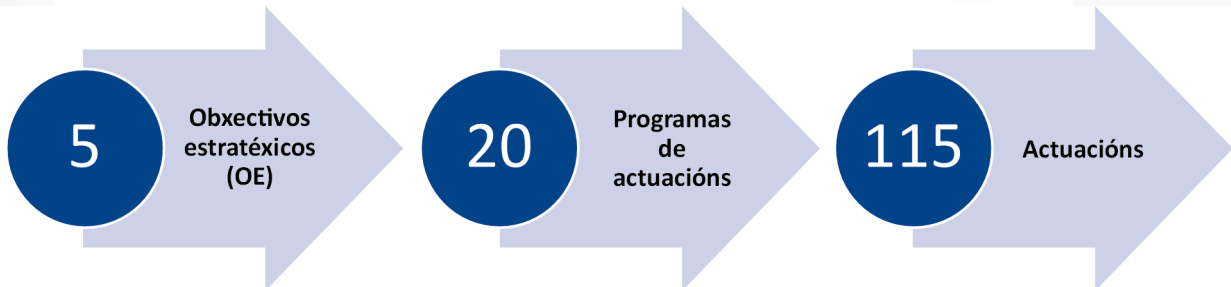 5
Obxectivos
estratéxicos
(OE)
20
Programas
de
actuacións
115
Actuacións